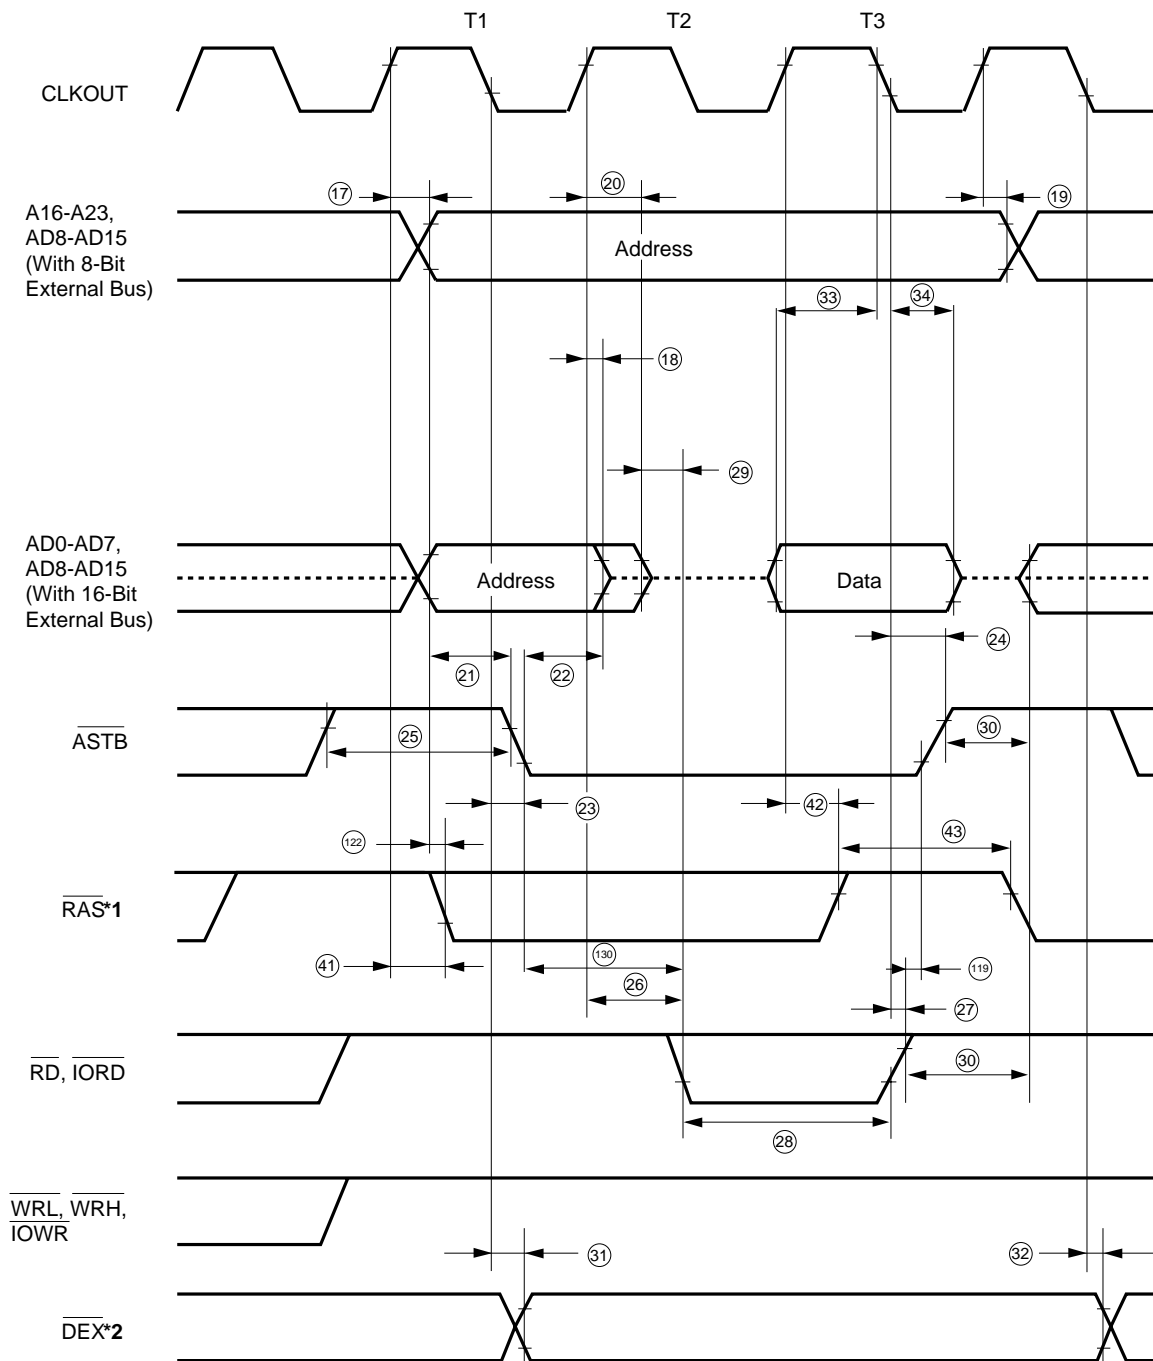 T1 T2 T3
CLKOUT
17 20 19
A16-A23,
AD8-AD15
(With 8-Bit
External Bus)
Address
33 34
18
29
AD0-AD7,
AD8-AD15
(With 16-Bit
External Bus)
Address Data
24
21 22
ASTB
25 30
23 42
122 43
RAS*1
41 130 119
26 27
RD, IORD
30
28
WRL, WRH,
IOWR
31 32
DEX*2